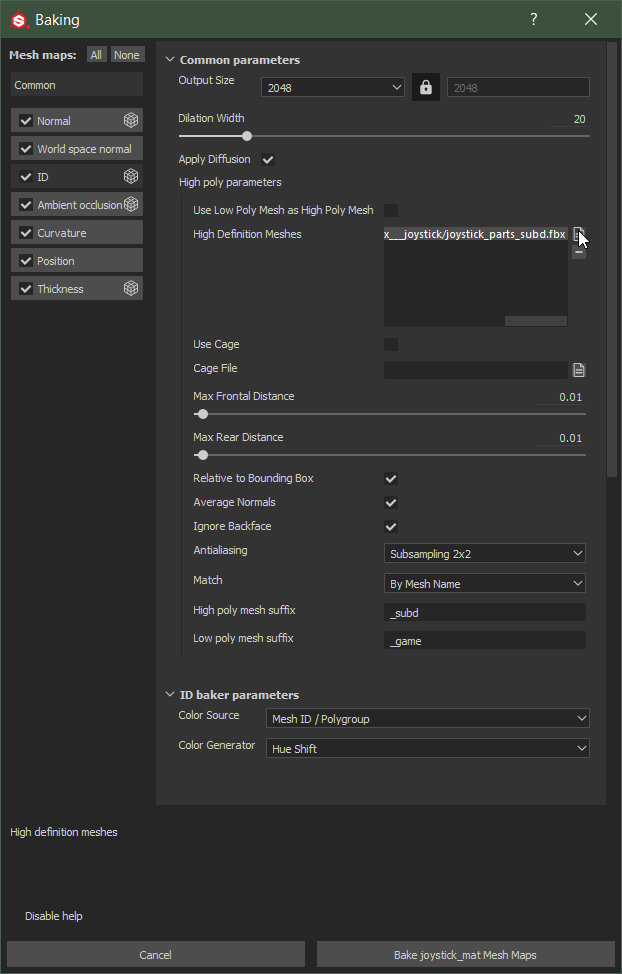 Baking
?
Mesh maps:
All
None
Common
Normal
World space normal
ID
Ambient occlusion
Curvature
Position
Thickness
Common parameters
Output Size
2048
2048
Dilation Width
20
Apply Diffusion
High poly parameters
Use Low Poly Mesh as High Poly Mesh
High Definition Meshes
x___joystick/joystick_parts_subd.fbx
Use Cage
Cage File
Max Frontal Distance
0.01
Max Rear Distance
0.01
Relative to Bounding Box
Average Normals
Ignore Backface
Antialiasing
Subsampling 2x2
Match
By Mesh Name
High poly mesh suffix
_subd
Low poly mesh suffix
_game
ID baker parameters
Color Source
Mesh ID / Polygroup
Color Generator
Hue Shift
High definition meshes
Disable help
Cancel
Bake joystick_mat Mesh Maps